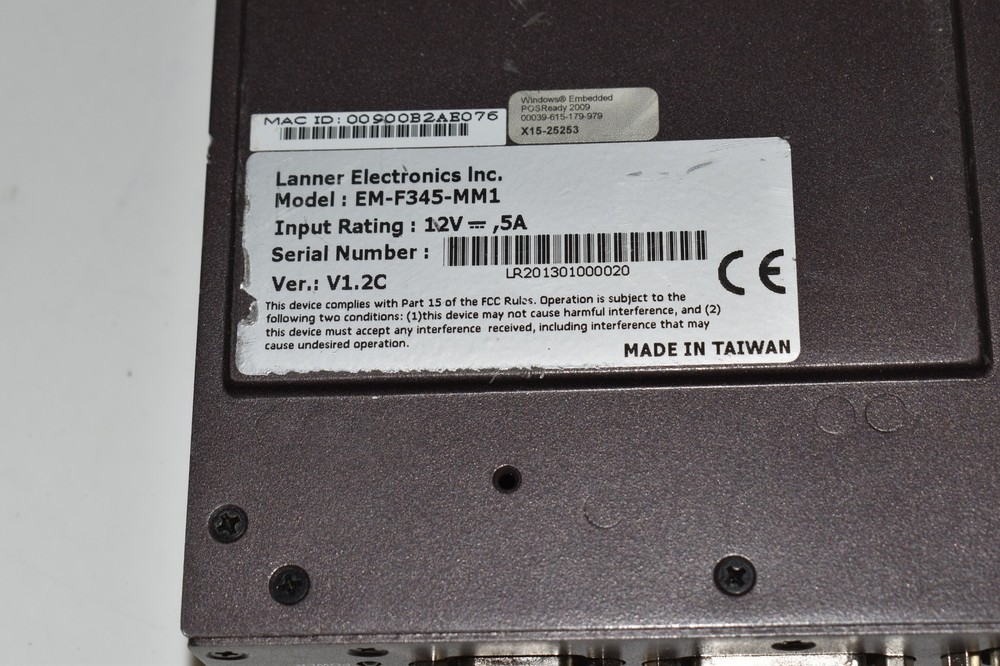 MAC ID: 00900B2AE076
Windows® Embedded
POSReady 2009
00039-615-179-979
X15-25253
Lanner Electronics Inc.
Model : EM-F345-MM1
Input Rating : 12V ⎓ ,5A
Serial Number :
LR201301000020
Ver.: V1.2C
CE
This device complies with Part 15 of the FCC Rules. Operation is subject to the
following two conditions: (1)this device may not cause harmful interference, and (2)
this device must accept any interference received, including interference that may
cause undesired operation.
MADE IN TAIWAN